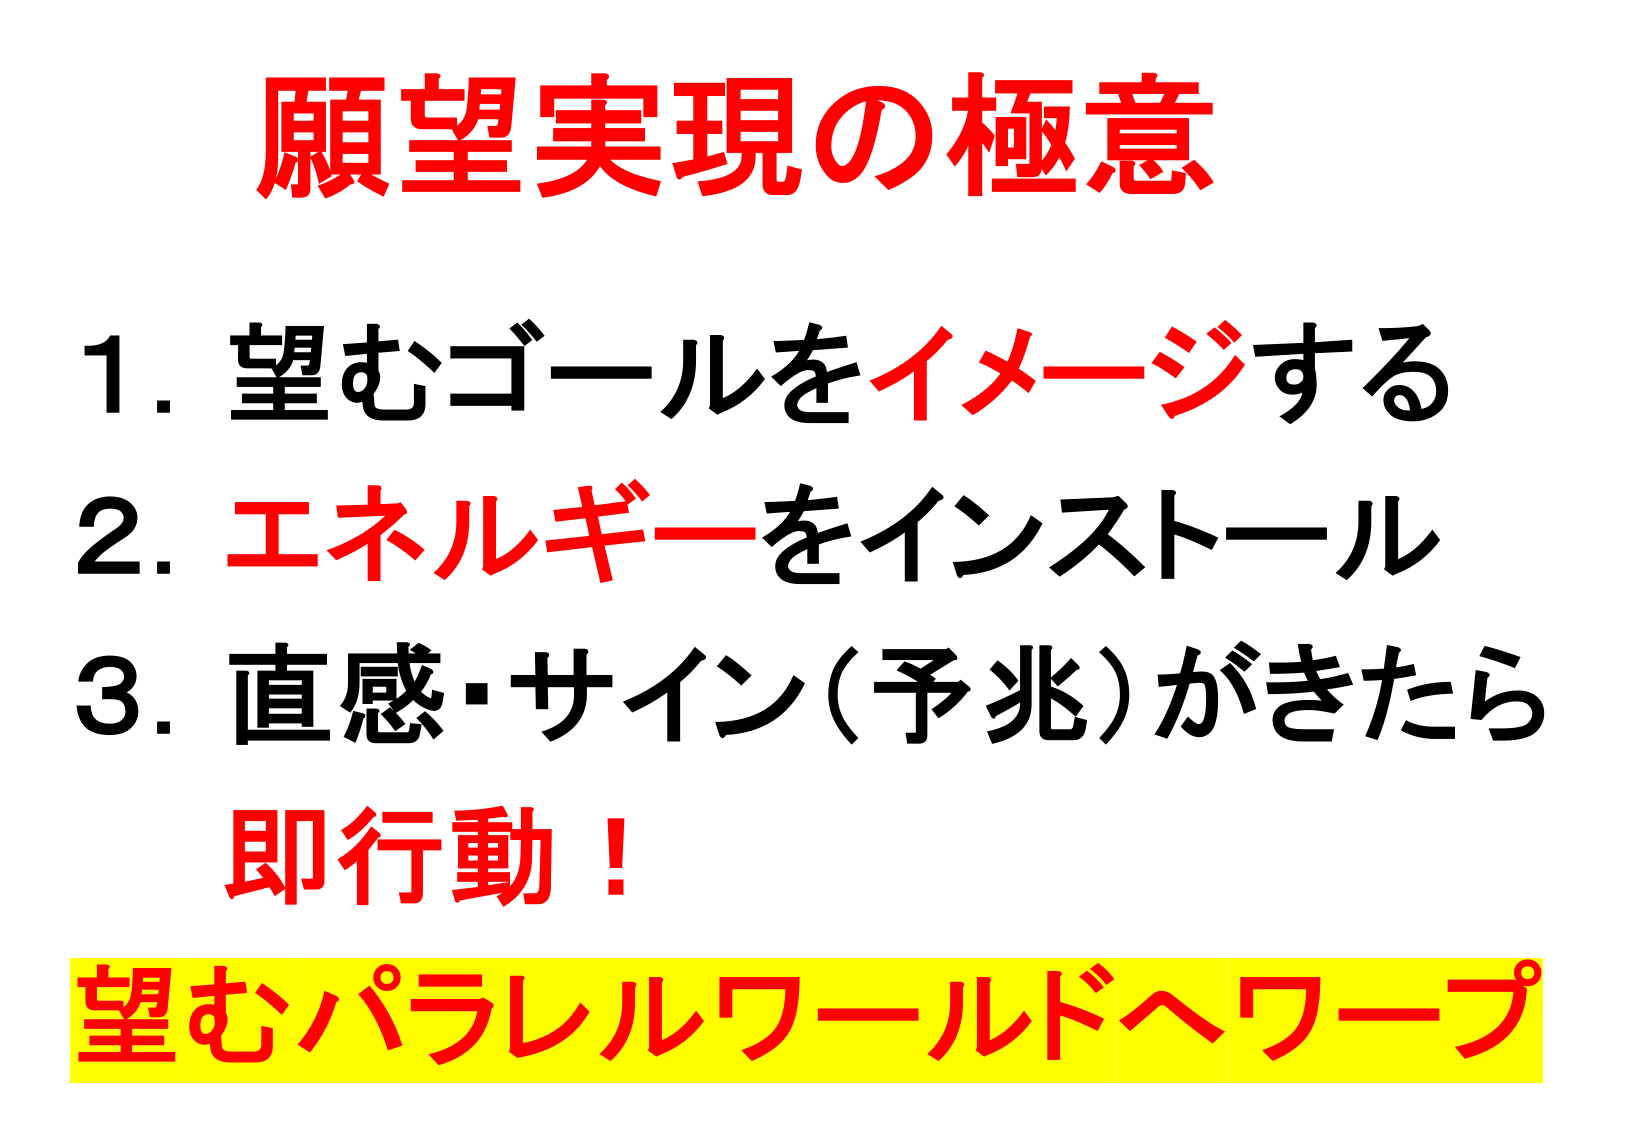 願望実現の極意
１．望むゴールをイメージする
２．エネルギーをインストール
３．直感・サイン（予兆）がきたら
即行動！
望むパラレルワールドへワープ